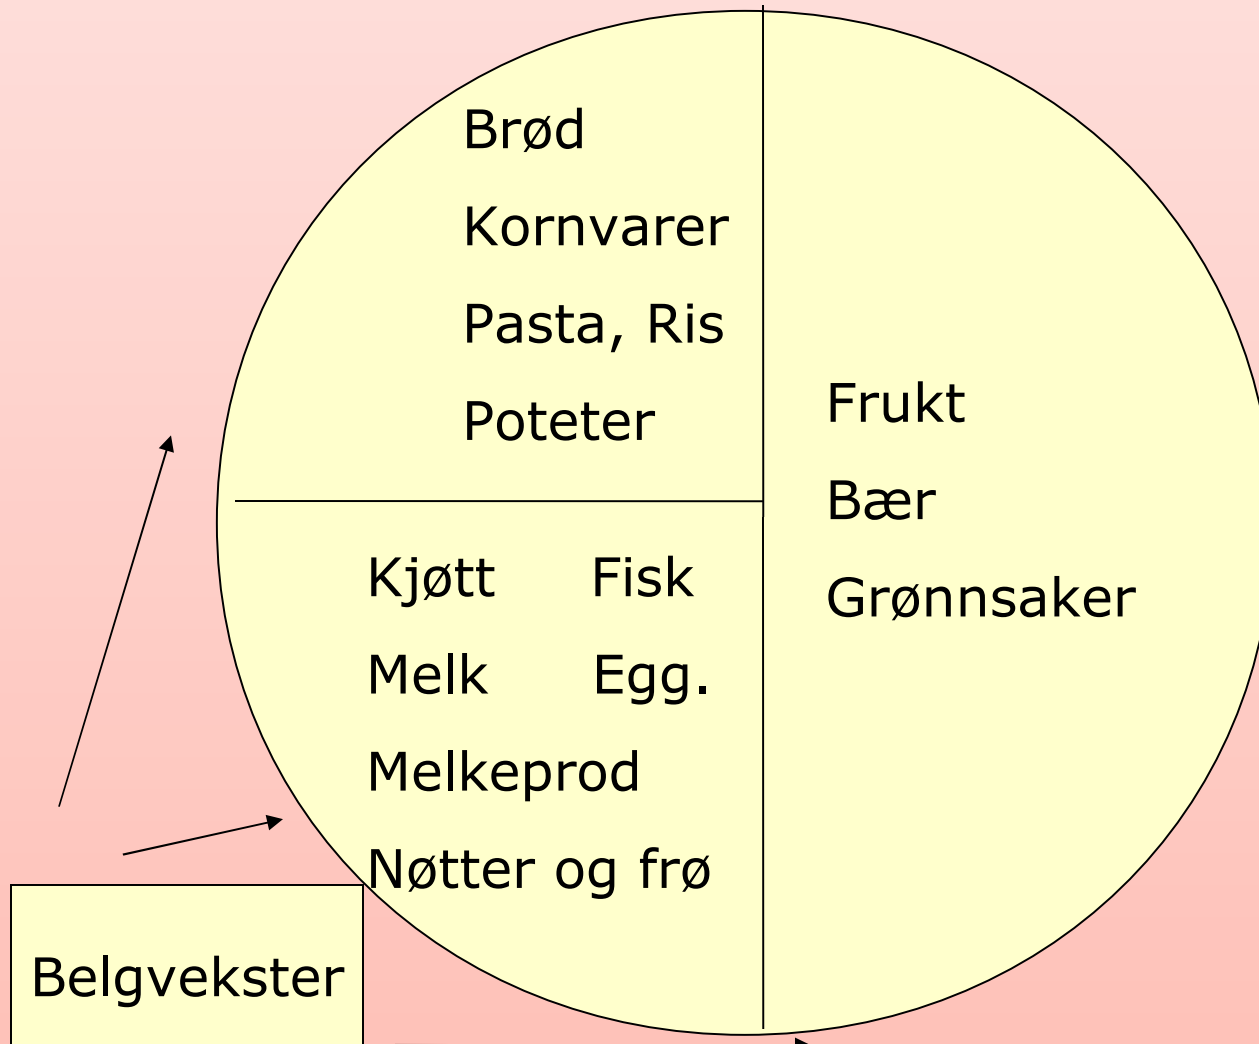 Brød
Kornvarer
Pasta, Ris
Poteter
Kjøtt Fisk
Melk Egg.
Melkeprod
Nøtter og frø
Frukt
Bær
Grønnsaker
Belgvekster